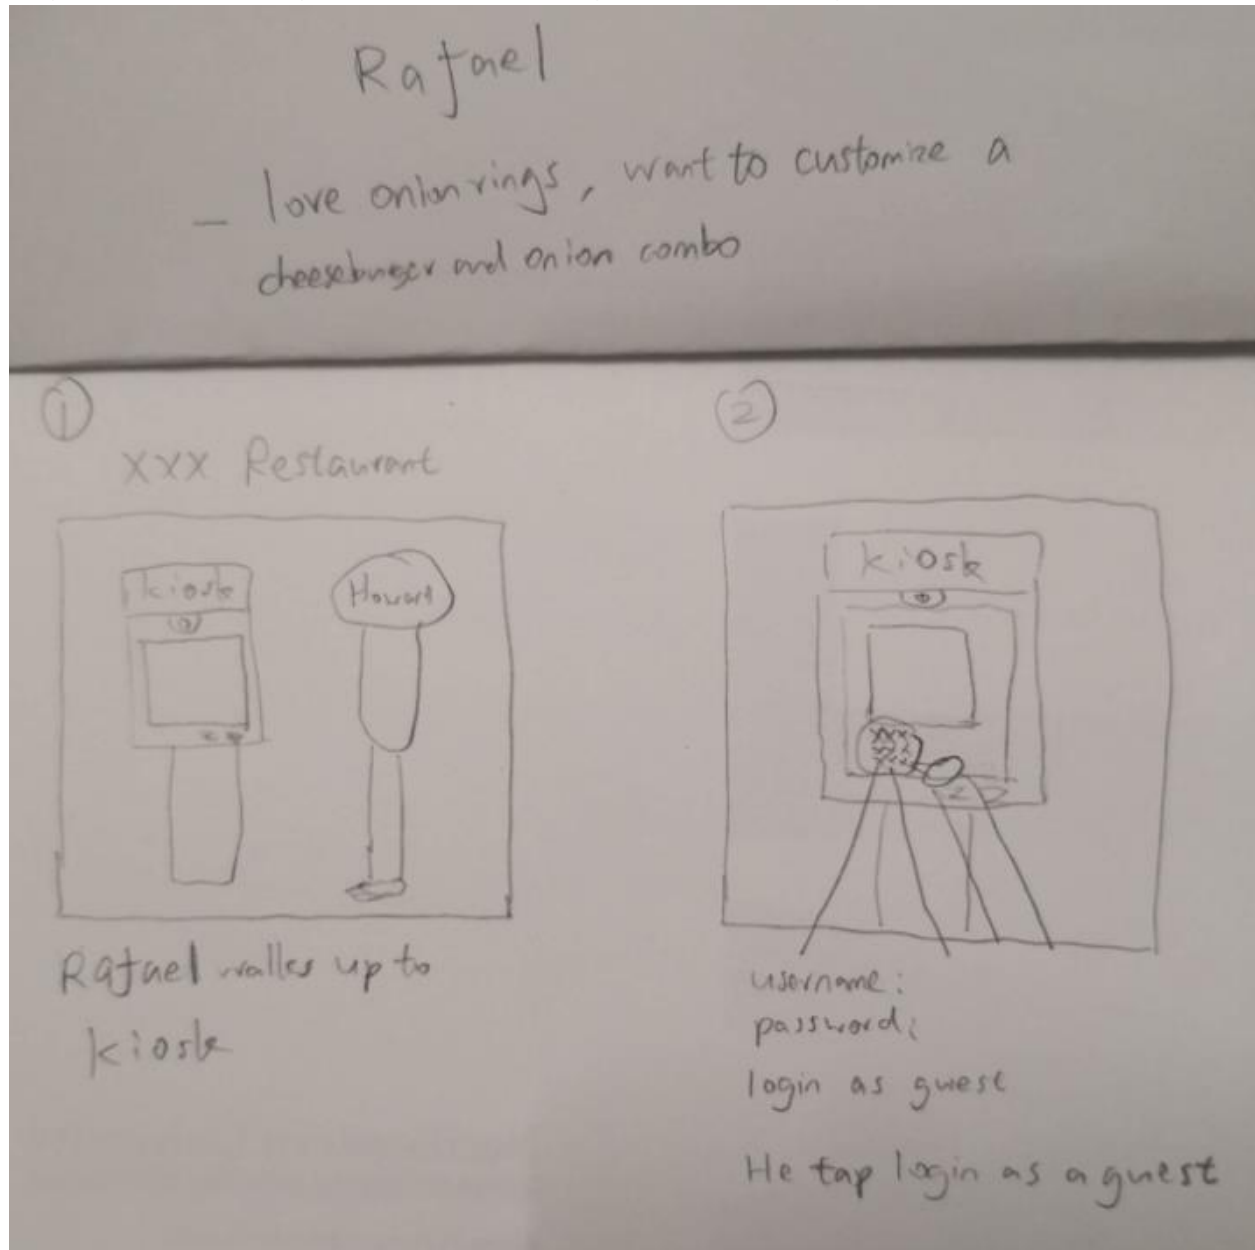 Rafael
- love onion rings, want to customize a
cheeseburger and onion combo
1
XXX Restaurant
kiosk
Howard
Rafael walks up to
kiosk
2
kiosk
username:
password:
login as guest
He tap login as a guest